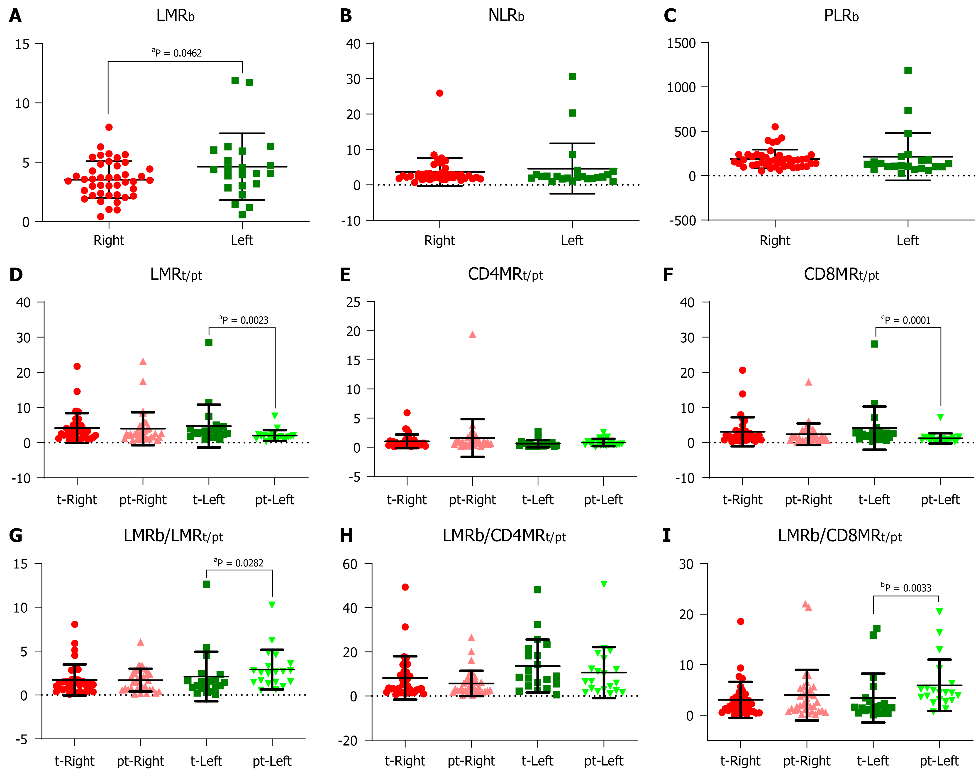 A LMRb
15
10
5
0
aP = 0.0462
Right Left
B NLRb
40
30
20
10
0
-10
Right Left
C PLRb
1500
1000
500
0
-500
Right Left
D LMRt/pt
40
30
20
10
0
-10
bP = 0.0023
t-Right pt-Right t-Left pt-Left
E CD4MRt/pt
25
20
15
10
5
0
-5
t-Right pt-Right t-Left pt-Left
F CD8MRt/pt
40
30
20
10
0
-10
cP = 0.0001
t-Right pt-Right t-Left pt-Left
G LMRb/LMRt/pt
15
10
5
0
-5
aP = 0.0282
t-Right pt-Right t-Left pt-Left
H LMRb/CD4MRt/pt
60
40
20
0
-20
t-Right pt-Right t-Left pt-Left
I LMRb/CD8MRt/pt
30
20
10
0
bP = 0.0033
t-Right pt-Right t-Left pt-Left